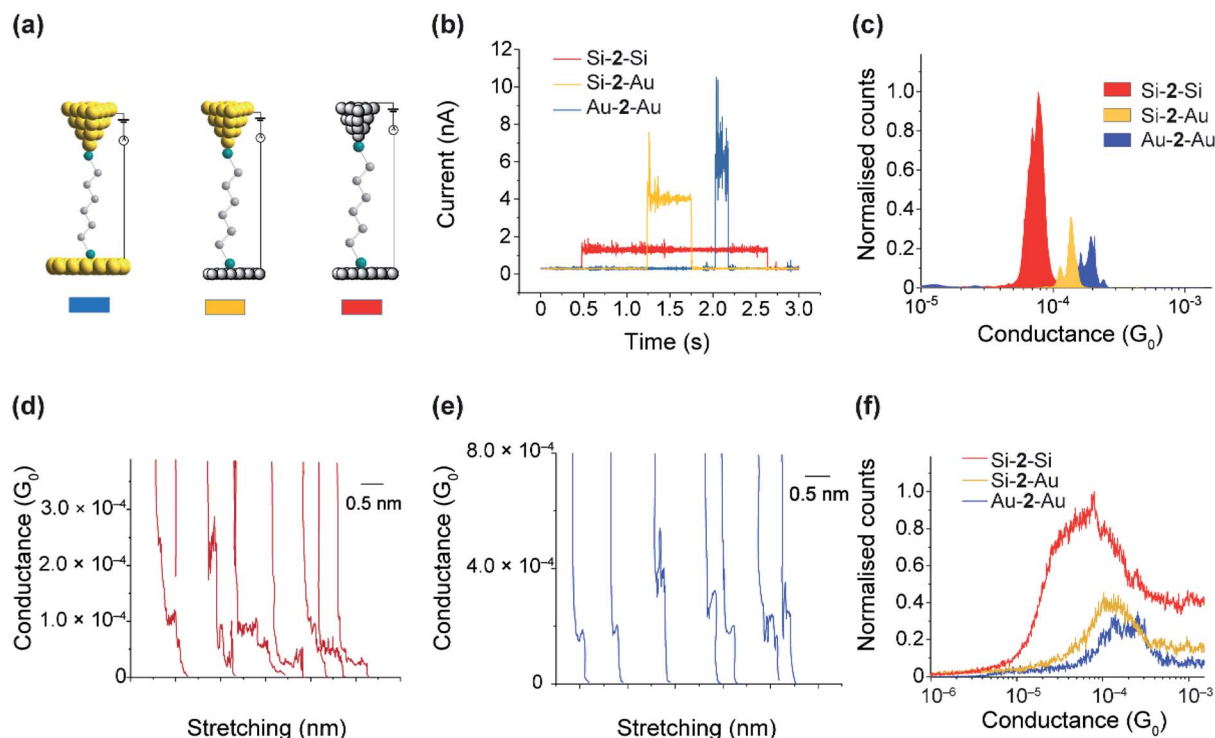 (a)
(b)
Current (nA)
12
10
8
6
4
2
0
Si-2-Si
Si-2-Au
Au-2-Au
0
0.5
1.0
1.5
2.0
2.5
3.0
Time (s)
(c)
Normalised counts
1.0
0.8
0.6
0.4
0.2
0
Si-2-Si
Si-2-Au
Au-2-Au
10⁻⁵
10⁻⁴
10⁻³
Conductance (G₀)
(d)
Conductance (G₀)
3.0 × 10⁻⁴
2.0 × 10⁻⁴
1.0 × 10⁻⁴
0
0.5 nm
Stretching (nm)
(e)
Conductance (G₀)
8.0 × 10⁻⁴
4.0 × 10⁻⁴
0
0.5 nm
Stretching (nm)
(f)
Normalised counts
1.0
0.8
0.6
0.4
0.2
0
Si-2-Si
Si-2-Au
Au-2-Au
10⁻⁶
10⁻⁵
10⁻⁴
10⁻³
Conductance (G₀)